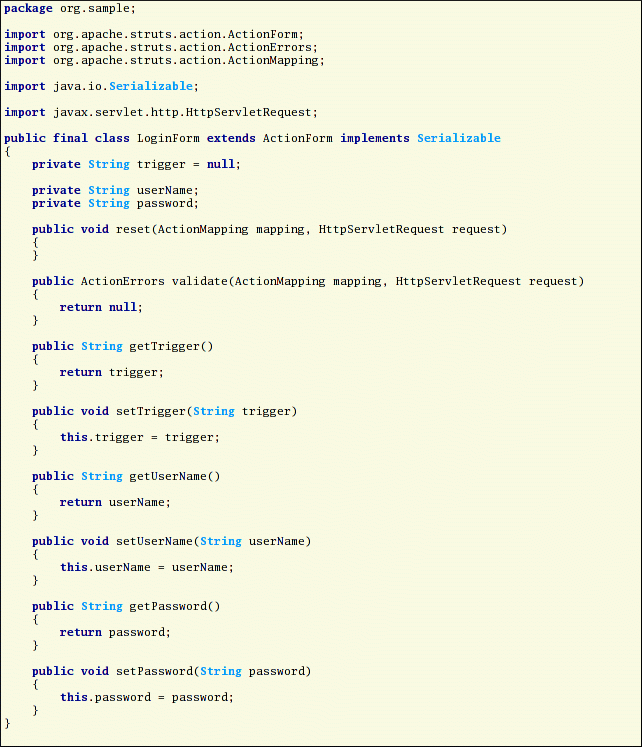 package org.sample;

import org.apache.struts.action.ActionForm;
import org.apache.struts.action.ActionErrors;
import org.apache.struts.action.ActionMapping;

import java.io.Serializable;

import javax.servlet.http.HttpServletRequest;

public final class LoginForm extends ActionForm implements Serializable
{
    private String trigger = null;

    private String userName;
    private String password;

    public void reset(ActionMapping mapping, HttpServletRequest request)
    {
    }

    public ActionErrors validate(ActionMapping mapping, HttpServletRequest request)
    {
        return null;
    }

    public String getTrigger()
    {
        return trigger;
    }

    public void setTrigger(String trigger)
    {
        this.trigger = trigger;
    }

    public String getUserName()
    {
        return userName;
    }

    public void setUserName(String userName)
    {
        this.userName = userName;
    }

    public String getPassword()
    {
        return password;
    }

    public void setPassword(String password)
    {
        this.password = password;
    }
}